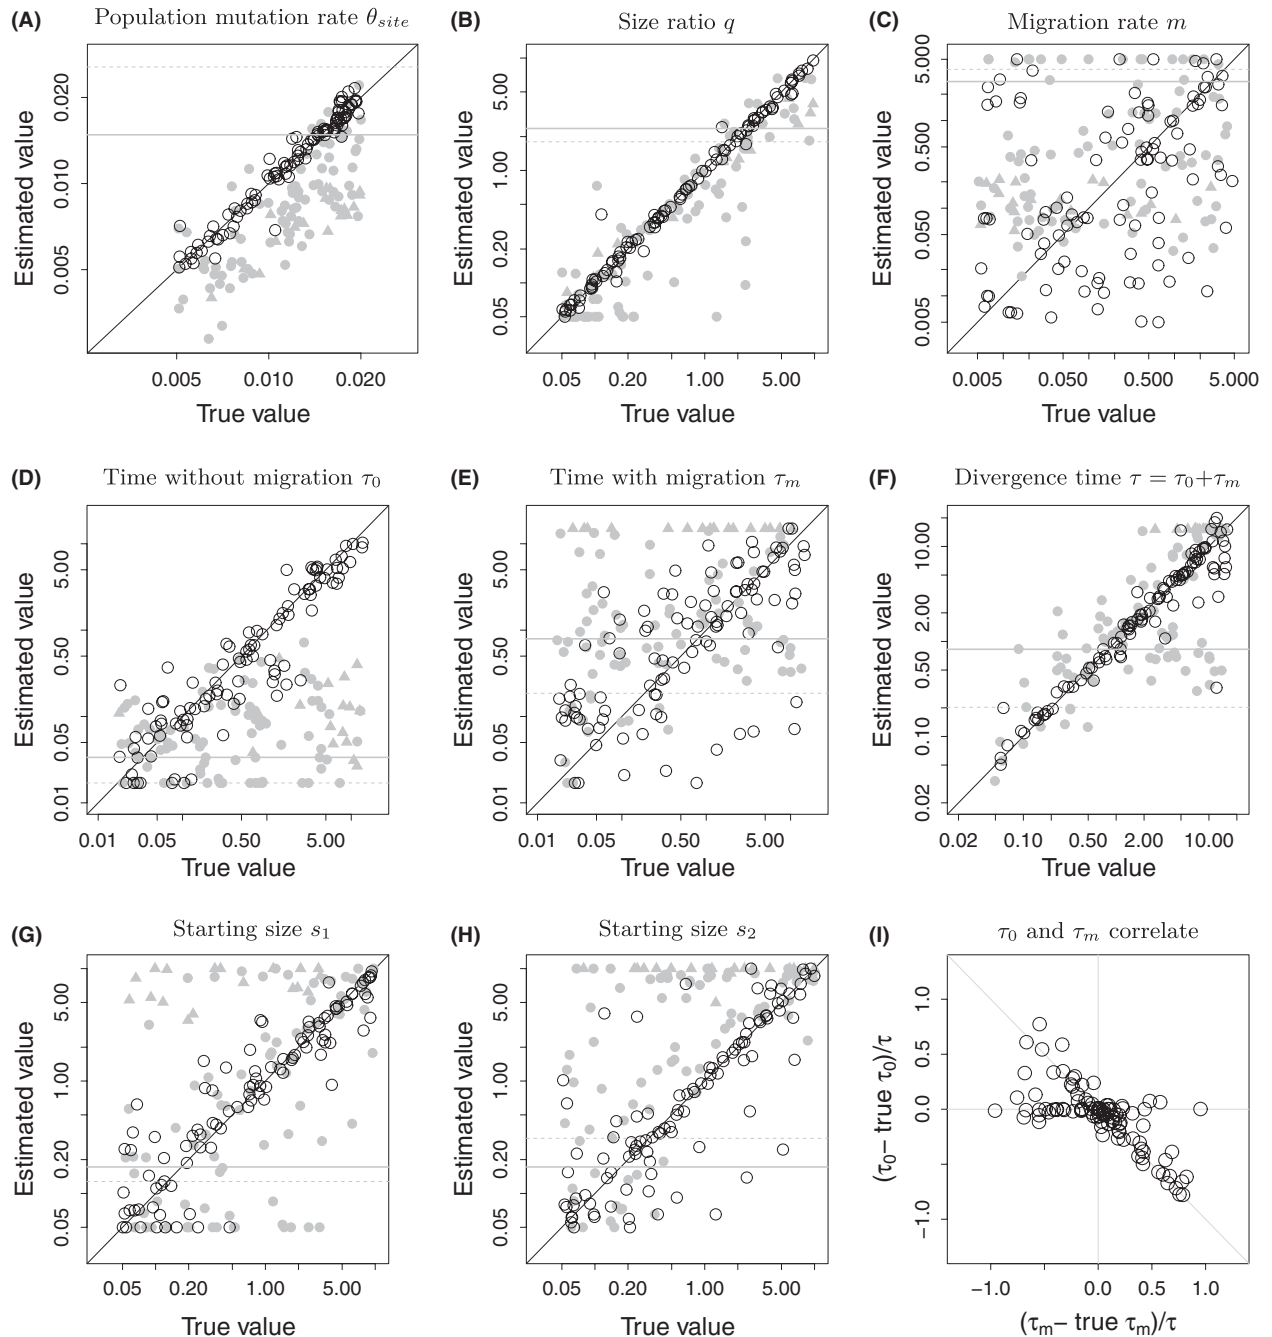 (A) Population mutation rate θsite
Estimated value
0.005 0.010 0.020
0.005 0.010 0.020
True value
(B) Size ratio q
Estimated value
0.05 0.20 1.00 5.00
0.05 0.20 1.00 5.00
True value
(C) Migration rate m
Estimated value
0.005 0.050 0.500 5.000
0.005 0.050 0.500 5.000
True value
(D) Time without migration τ0
Estimated value
0.01 0.05 0.50 5.00
0.01 0.05 0.50 5.00
True value
(E) Time with migration τm
Estimated value
0.01 0.05 0.50 5.00
0.01 0.05 0.50 5.00
True value
(F) Divergence time τ = τ0+τm
Estimated value
0.02 0.10 0.50 2.00 10.00
0.02 0.10 0.50 2.00 10.00
True value
(G) Starting size s1
Estimated value
0.05 0.20 1.00 5.00
0.05 0.20 1.00 5.00
True value
(H) Starting size s2
Estimated value
0.05 0.20 1.00 5.00
0.05 0.20 1.00 5.00
True value
(I) τ0 and τm correlate
(τ0− true τ0)/τ
−1.0 0.0 0.5 1.0
−1.0 0.0 0.5 1.0
(τm− true τm)/τ